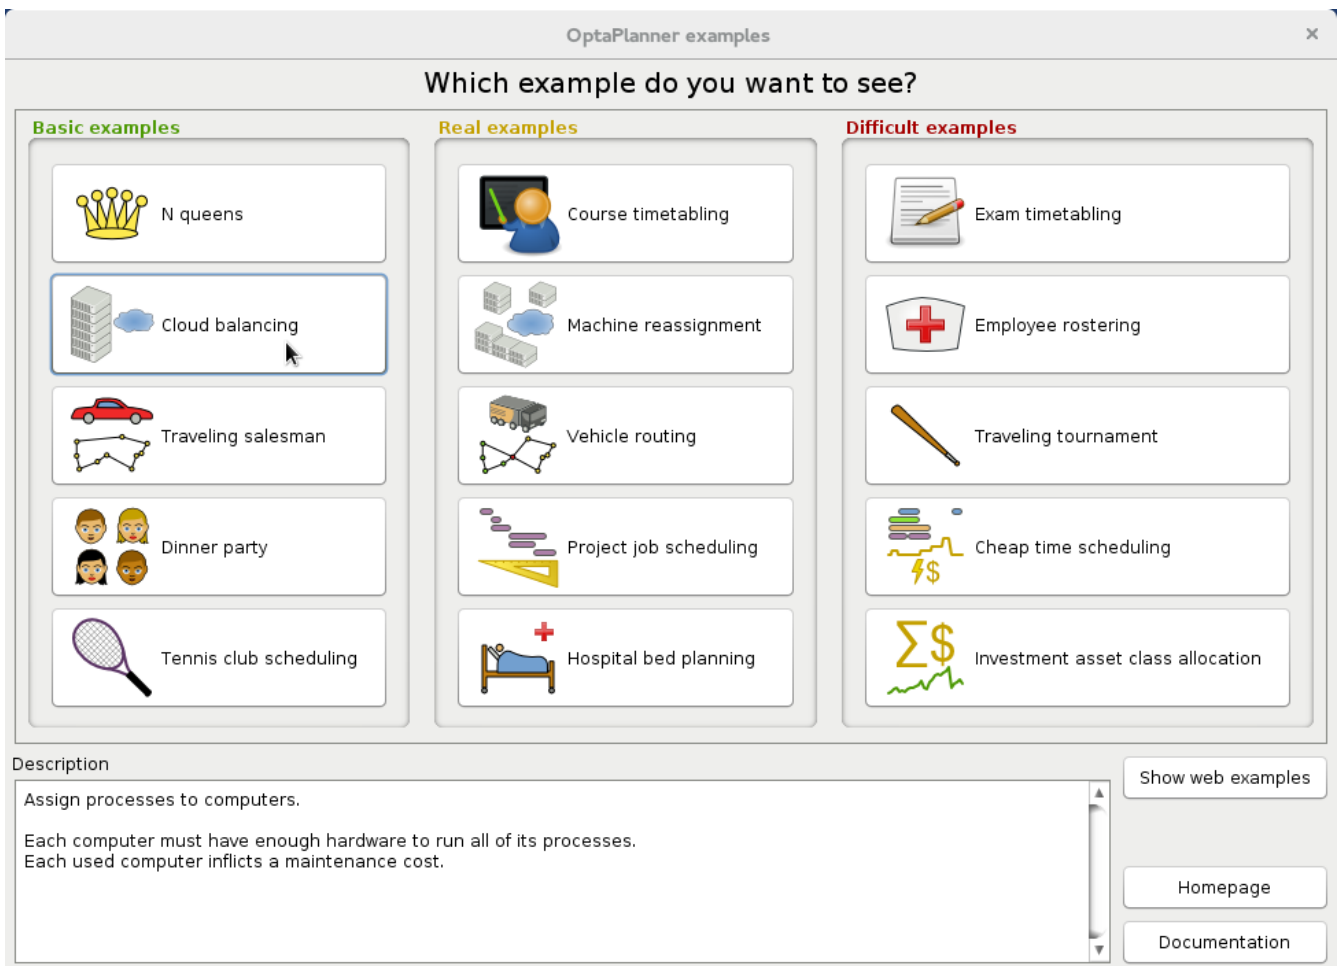 OptaPlanner examples
Which example do you want to see?
Basic examples
N queens
Cloud balancing
Traveling salesman
Dinner party
Tennis club scheduling
Real examples
Course timetabling
Machine reassignment
Vehicle routing
Project job scheduling
Hospital bed planning
Difficult examples
Exam timetabling
Employee rostering
Traveling tournament
Cheap time scheduling
Investment asset class allocation
Description
Assign processes to computers.
Each computer must have enough hardware to run all of its processes.
Each used computer inflicts a maintenance cost.
Show web examples
Homepage
Documentation